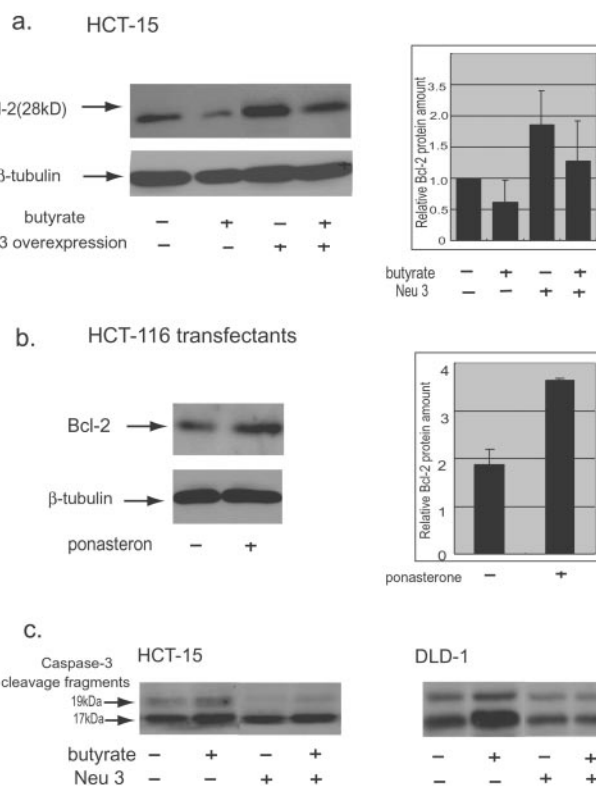 a.
HCT-15
l-2(28kD)
β-tubulin
butyrate - + - +
3 overexpression - - + +
Relative Bcl-2 protein amount
3.5
2.0
1.5
1.0
0.5
0
butyrate - + - +
Neu 3 - - + +
b.
HCT-116 transfectants
Bcl-2
β-tubulin
ponasteron - +
Relative Bcl-2 protein amount
4
3
2
1
0
ponasterone - +
c.
Caspase-3
cleavage fragments
HCT-15
19kDa
17kDa
butyrate - + - +
Neu 3 - - + +
DLD-1
- + - +
- - + +